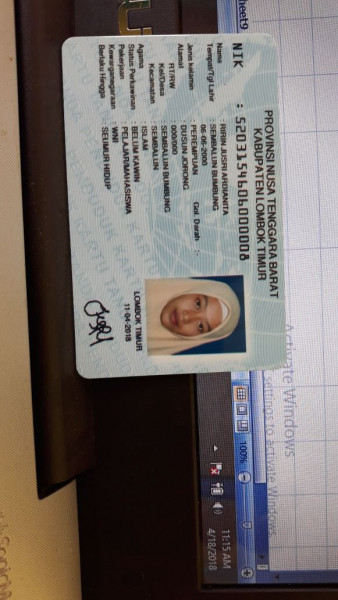 PROVINSI NUSA TENGGARA BARAT
KABUPATEN LOMBOK TIMUR
NIK : 5203154606000008
Nama : RIRIN JUSRI ARDIANITA
Tempat/Tgl Lahir : SEMBALUN BUMBUNG
06-06-2000
Jenis kelamin : PEREMPUAN Gol. Darah : -
Alamat : DUSUN JORONG
RT/RW : 000/000
Kel/Desa : SEMBALUN BUMBUNG
Kecamatan : SEMBALUN
Agama : ISLAM
Status Perkawinan : BELUM KAWIN
Pekerjaan : PELAJAR/MAHASISWA
Kewarganegaraan : WNI
Berlaku Hingga : SEUMUR HIDUP
LOMBOK TIMUR
11-04-2018
heet9
Activate Windows
settings to activate Windows.
100%
11:15 AM
4/18/2018